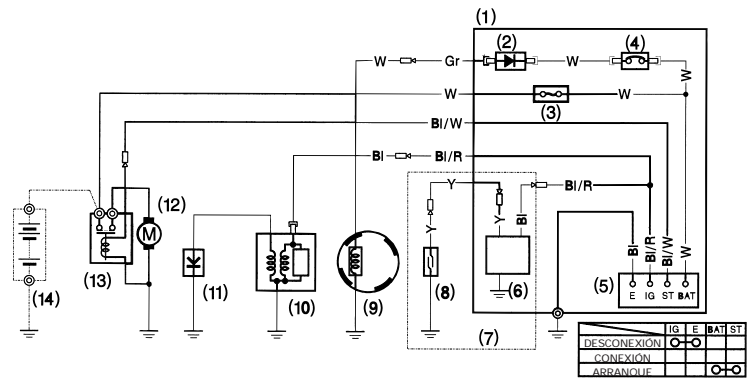 (1)
(2)
(4)
W
Gr
W
W
W
W
(3)
Bl/W
Bl
Bl/R
Y
Bl/R
Y
Y
Bl
Bl
Bl/R
Bl/W
W
(12)
M
(13)
(14)
(11)
(10)
(9)
(8)
(6)
(5)
E IG ST BAT
(7)
IG E BAT ST
DESCONEXIÓN
CONEXIÓN
ARRANQUE